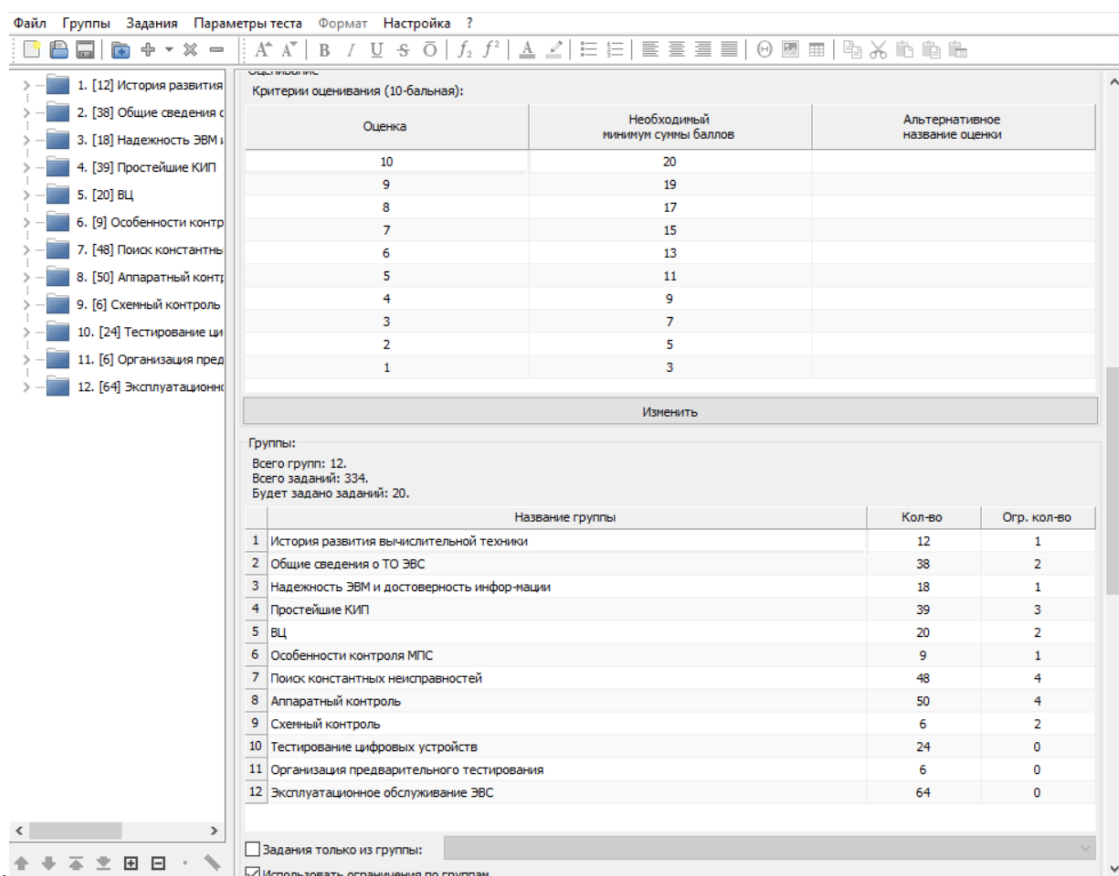 Файл Группы Задания Параметры теста Формат Настройка ?
1. [12] История развития
2. [38] Общие сведения о
3. [18] Надежность ЭВМ и
4. [39] Простейшие КИП
5. [20] ВЦ
6. [9] Особенности контр
7. [48] Поиск константны
8. [50] Аппаратный контр
9. [6] Схемный контроль
10. [24] Тестирование ци
11. [6] Организация пред
12. [64] Эксплуатационно
Оценивание
Критерии оценивания (10-бальная):
Оценка Необходимый минимум суммы баллов Альтернативное название оценки
10 20
9 19
8 17
7 15
6 13
5 11
4 9
3 7
2 5
1 3
Изменить
Группы:
Всего групп: 12.
Всего заданий: 334.
Будет задано заданий: 20.
Название группы Кол-во Огр. кол-во
1 История развития вычислительной техники 12 1
2 Общие сведения о ТО ЭВС 38 2
3 Надежность ЭВМ и достоверность инфор-мации 18 1
4 Простейшие КИП 39 3
5 ВЦ 20 2
6 Особенности контроля МПС 9 1
7 Поиск константных неисправностей 48 4
8 Аппаратный контроль 50 4
9 Схемный контроль 6 2
10 Тестирование цифровых устройств 24 0
11 Организация предварительного тестирования 6 0
12 Эксплуатационное обслуживание ЭВС 64 0
Задания только из группы:
Использовать ограничения по группам